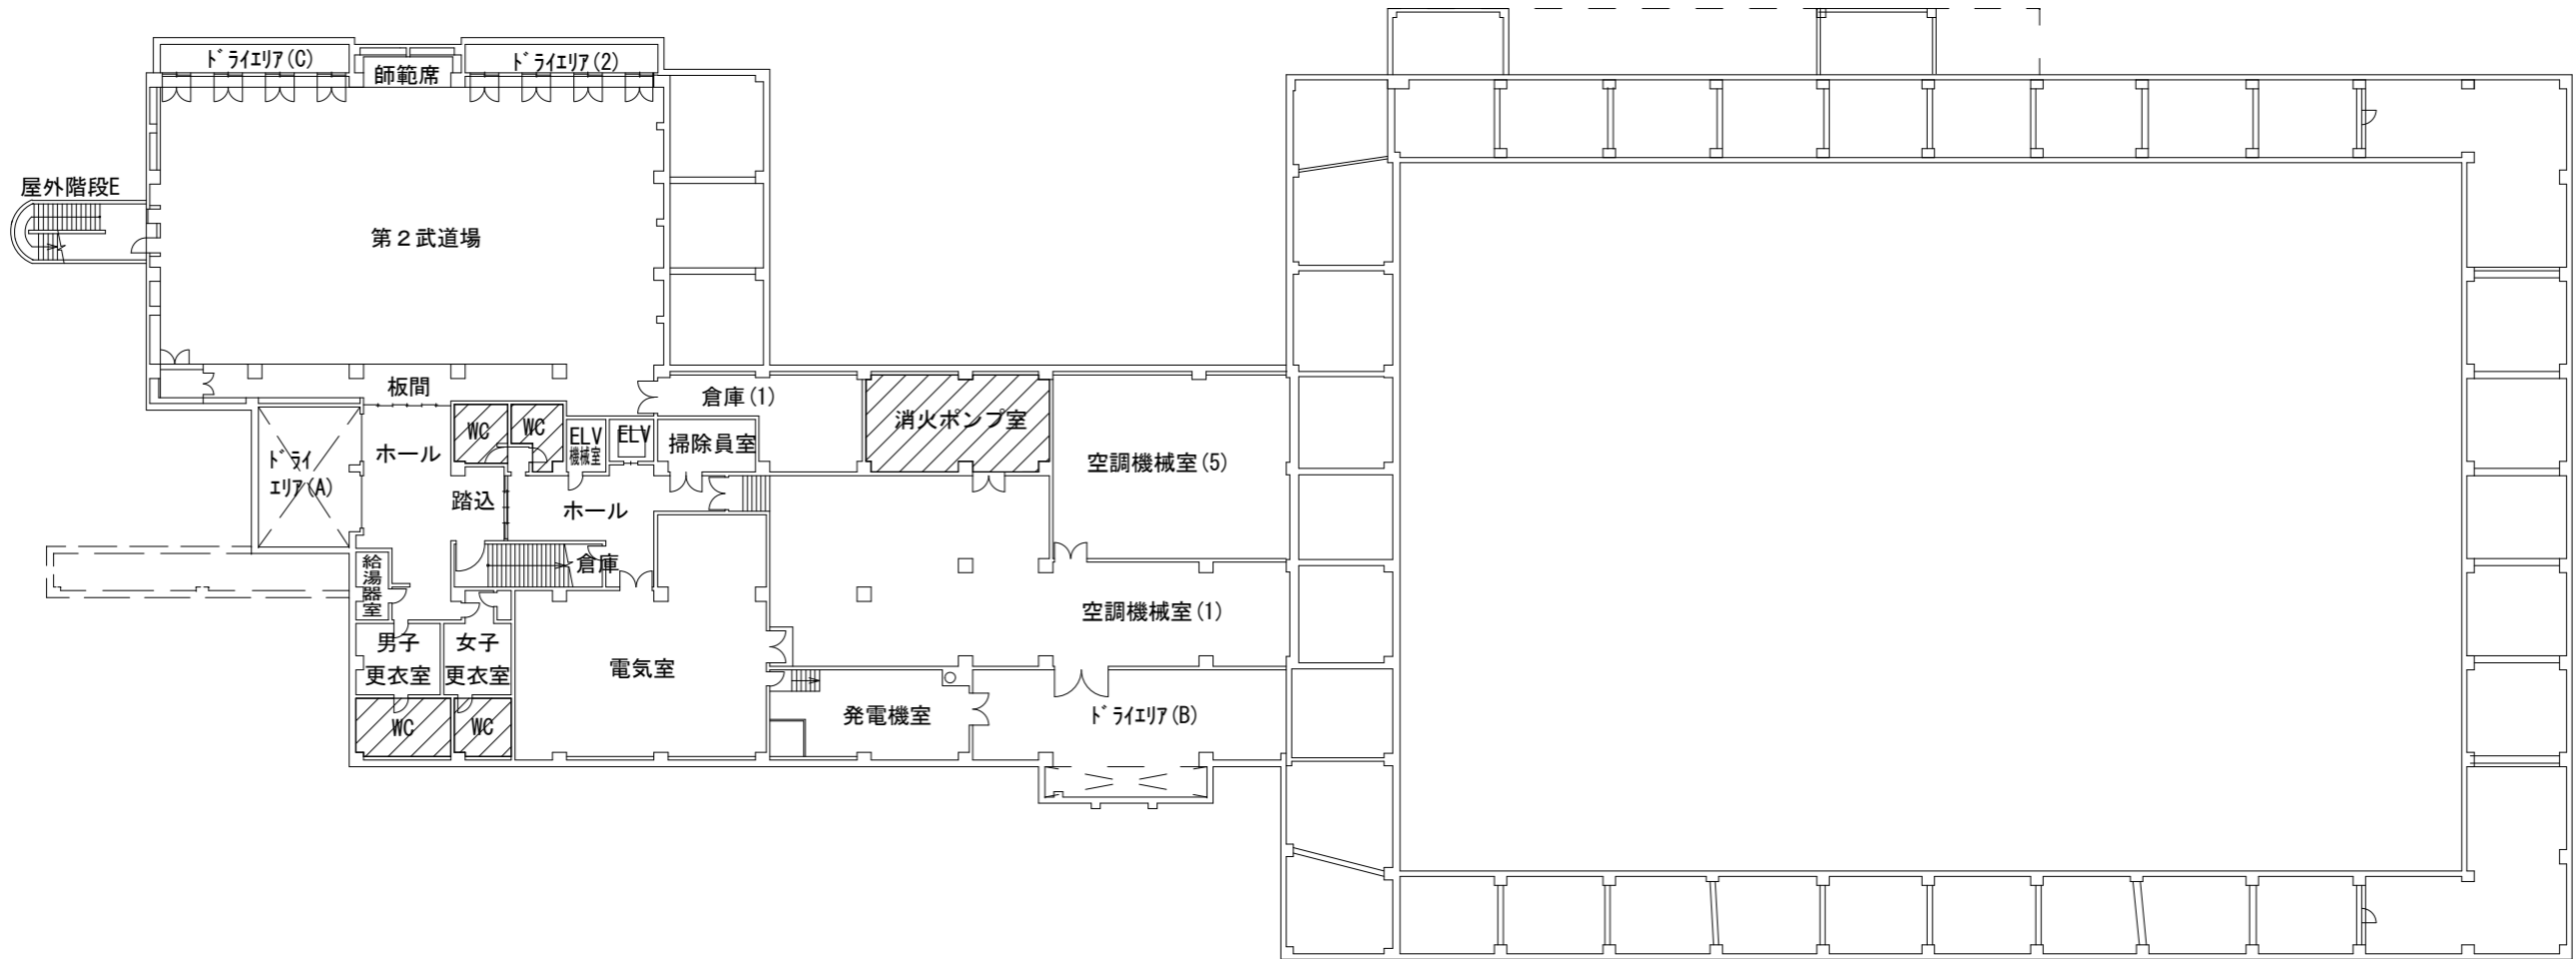 ドライエリア(C)
師範席
ドライエリア(2)
屋外階段E
第２武道場
板間
倉庫(1)
消火ポンプ室
WC
WC
ELV
機械室
ELV
掃除員室
ホール
ドライ
エリア(A)
空調機械室(5)
踏込
ホール
倉庫
給湯器室
空調機械室(1)
男子
更衣室
女子
更衣室
電気室
WC
WC
発電機室
ドライエリア(B)